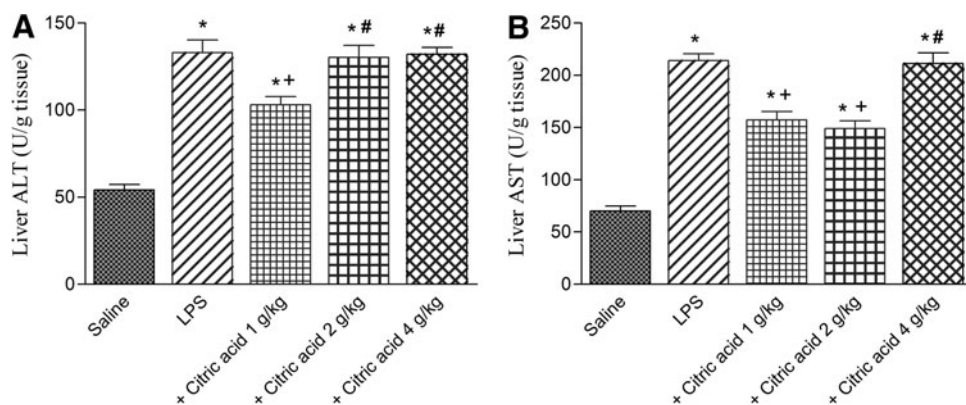 A
Liver ALT (U/g tissue)
150
100
50
0
*
* +
* #
*#
Saline
LPS
+ Citric acid 1 g/kg
+ Citric acid 2 g/kg
+ Citric acid 4 g/kg
B
Liver AST (U/g tissue)
250
200
150
100
50
0
*
* +
* +
*#
Saline
LPS
+ Citric acid 1 g/kg
+ Citric acid 2 g/kg
+ Citric acid 4 g/kg